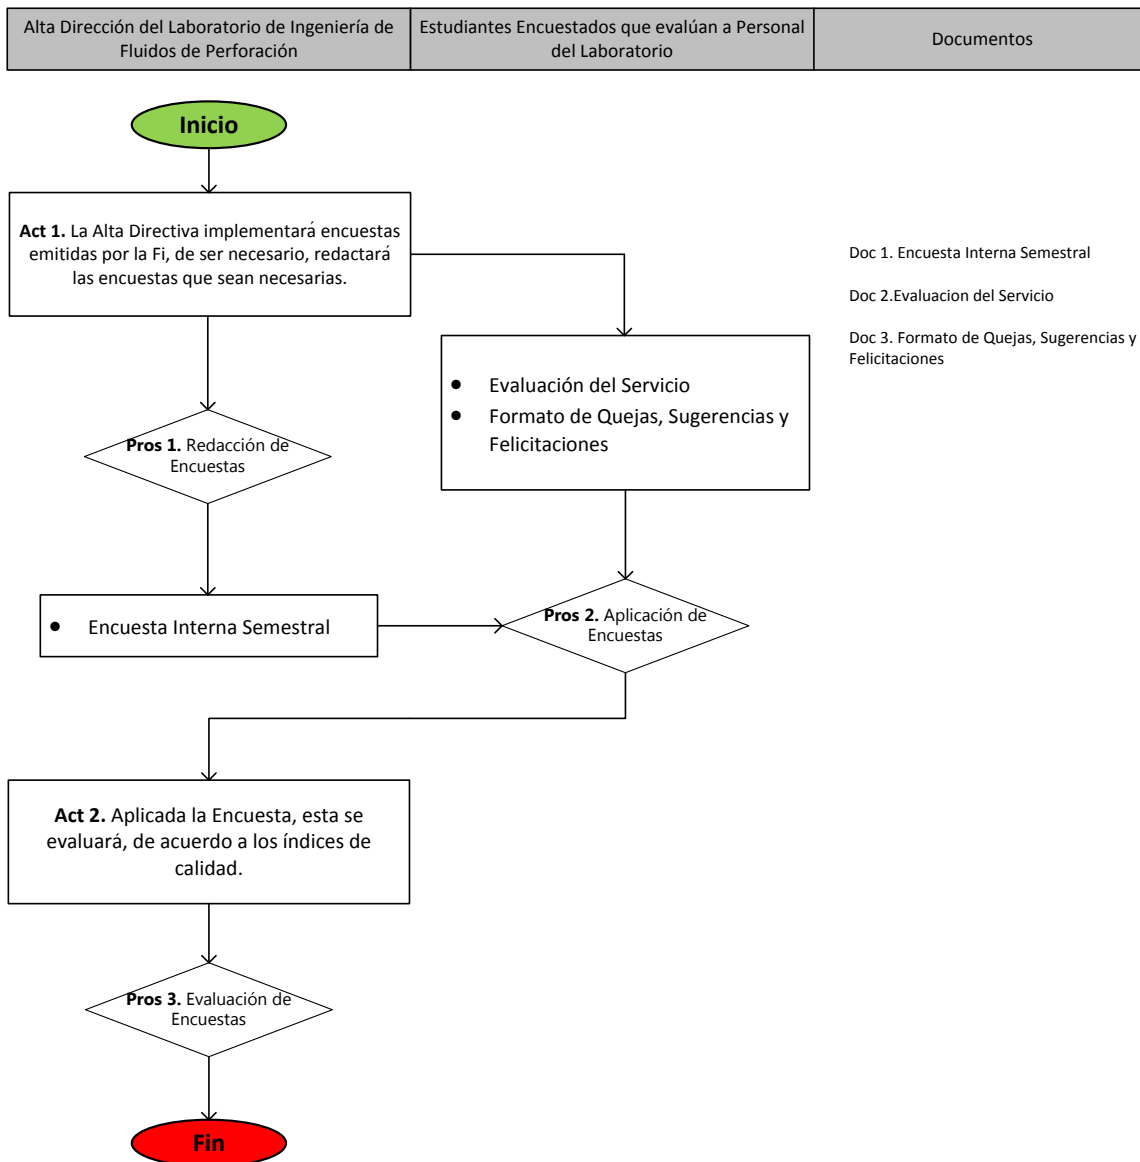 Alta Dirección del Laboratorio de Ingeniería de
Fluidos de Perforación
Estudiantes Encuestados que evalúan a Personal
del Laboratorio
Documentos
Inicio
Act 1. La Alta Directiva implementará encuestas
emitidas por la Fi, de ser necesario, redactará
las encuestas que sean necesarias.
Doc 1. Encuesta Interna Semestral
Doc 2.Evaluacion del Servicio
Doc 3. Formato de Quejas, Sugerencias y
Felicitaciones
• Evaluación del Servicio
• Formato de Quejas, Sugerencias y
Felicitaciones
Pros 1. Redacción de
Encuestas
• Encuesta Interna Semestral
Pros 2. Aplicación de
Encuestas
Act 2. Aplicada la Encuesta, esta se
evaluará, de acuerdo a los índices de
calidad.
Pros 3. Evaluación de
Encuestas
Fin